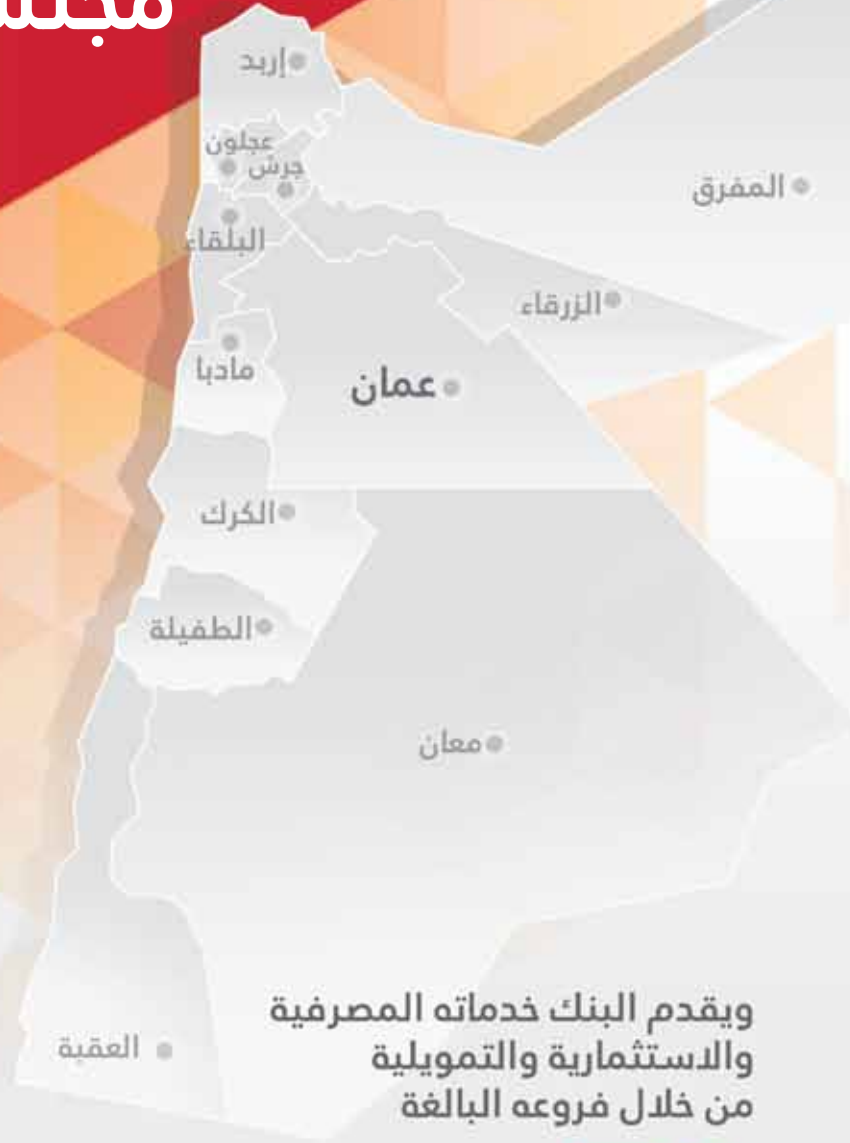 إربد
عجلون
جرش
المفرق
البلقاء
الزرقاء
مادبا
عمان
الكرك
الطفيلة
معان
العقبة
ويقدم البنك خدماته المصرفية
والاستثمارية والتمويلية
من خلال فروعه البالغة